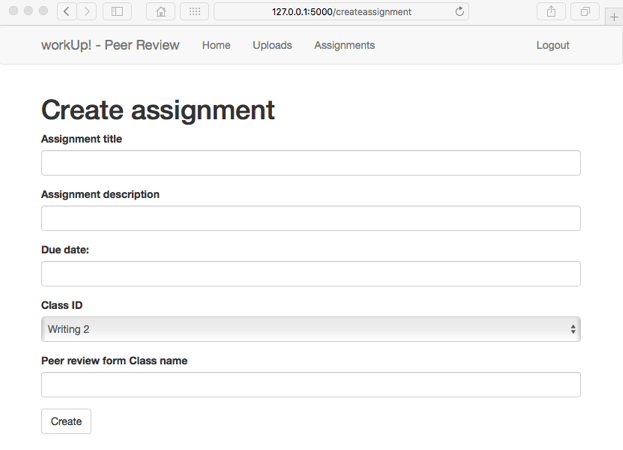 127.0.0.1:5000/createassignment
workUp! - Peer Review Home Uploads Assignments Logout
Create assignment
Assignment title
Assignment description
Due date:
Class ID
Writing 2
Peer review form Class name
Create